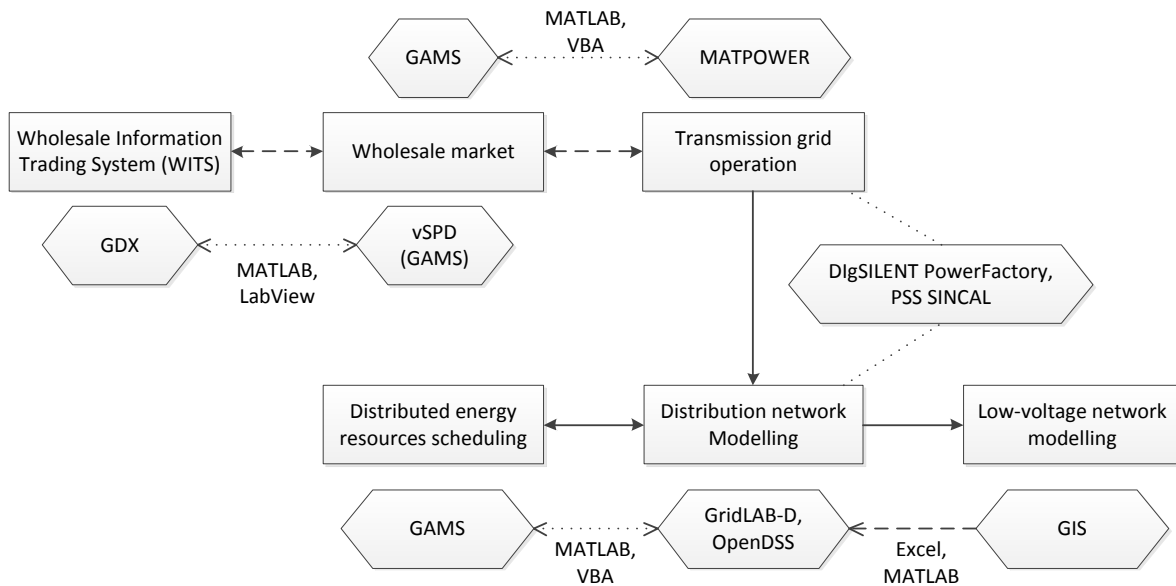 MATLAB,
VBA
GAMS
MATPOWER
Wholesale Information
Trading System (WITS)
Wholesale market
Transmission grid
operation
GDX
MATLAB,
LabView
vSPD
(GAMS)
DIgSILENT PowerFactory,
PSS SINCAL
Distributed energy
resources scheduling
Distribution network
Modelling
Low-voltage network
modelling
GAMS
MATLAB,
VBA
GridLAB-D,
OpenDSS
Excel,
MATLAB
GIS